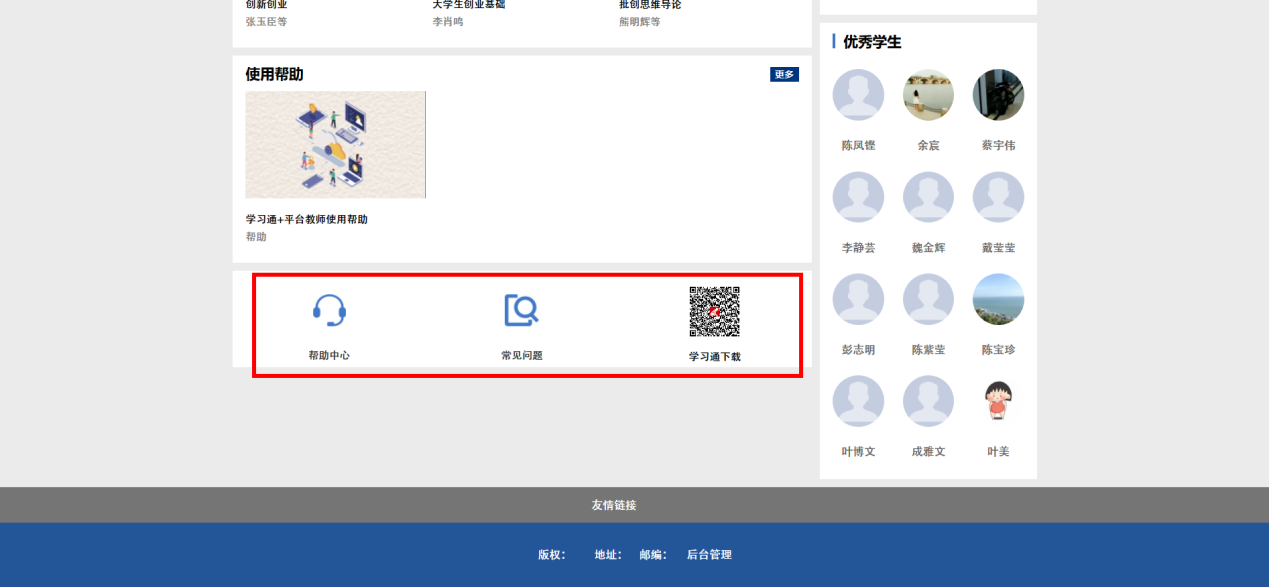 创新创业
大学生创业基础
批创思维导论
张玉臣等
李肖鸣
熊明辉等
使用帮助
更多
学习通+平台教师使用帮助
帮助
帮助中心
常见问题
学习通下载
优秀学生
陈凤铿
余宸
蔡宇伟
李静芸
魏金辉
戴莹莹
彭志明
陈紫莹
陈宝珍
叶博文
成雅文
叶美
友情链接
版权： 地址： 邮编： 后台管理